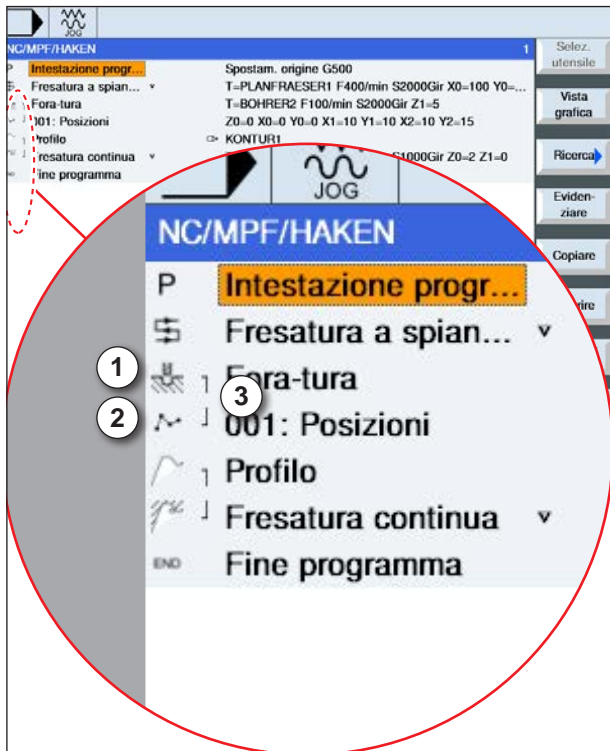 JOG
NC/MPF/HAKEN 1
P Intestazione progr... Spostam. origine G500
Fresatura a spian... T=PLANFRAESER1 F400/min S2000Gir X0=100 Y0=...
Fora-tura T=BOHRER2 F100/min S2000Gir Z1=5
001: Posizioni Z0=0 X0=0 Y0=0 X1=10 Y1=10 X2=10 Y2=15
Profilo KONTUR1
Fresatura continua S1000Gir Z0=2 Z1=0
Fine programma
Selez.
utensile
Vista
grafica
Ricerca
Eviden-
ziare
Copiare
JOG
NC/MPF/HAKEN
P Intestazione progr...
Fresatura a spian...
1 Fora-tura
3
2 001: Posizioni
Profilo
Fresatura continua
END Fine programma